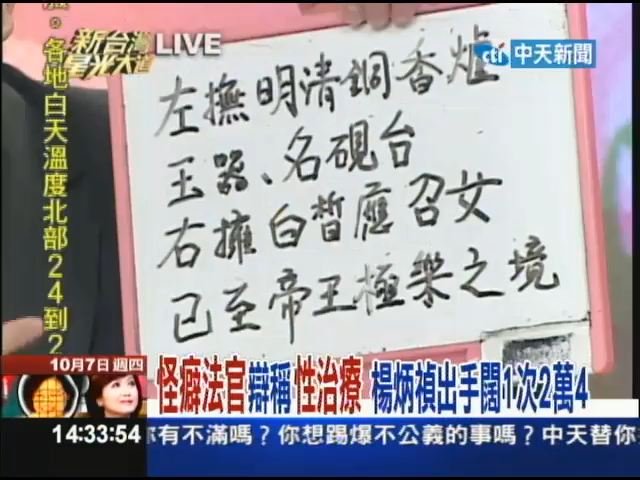 新台灣星光大道
LIVE
cti 中天新聞
各地白天溫度北部24到2
左撫明清銅香爐
玉器、名硯台
右擁白皙應召女
已至帝王極樂之境
10月7日 週四
怪癖法官辯稱性治療 楊炳禎出手闊1次2萬4
14:33:54
你有不滿嗎？你想踢爆不公義的事嗎？中天替你